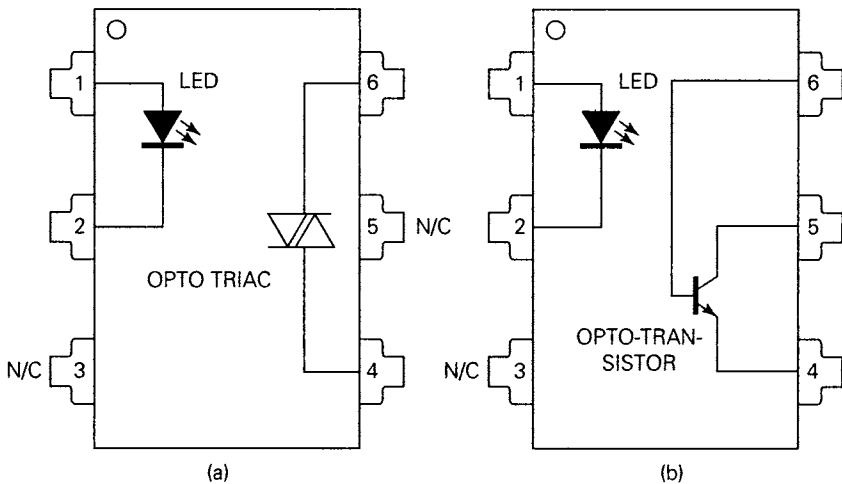 1
LED
6
2
5
N/C
OPTO TRIAC
N/C
3
4
(a)
1
LED
6
2
5
OPTO-TRAN-
SISTOR
N/C
3
4
(b)